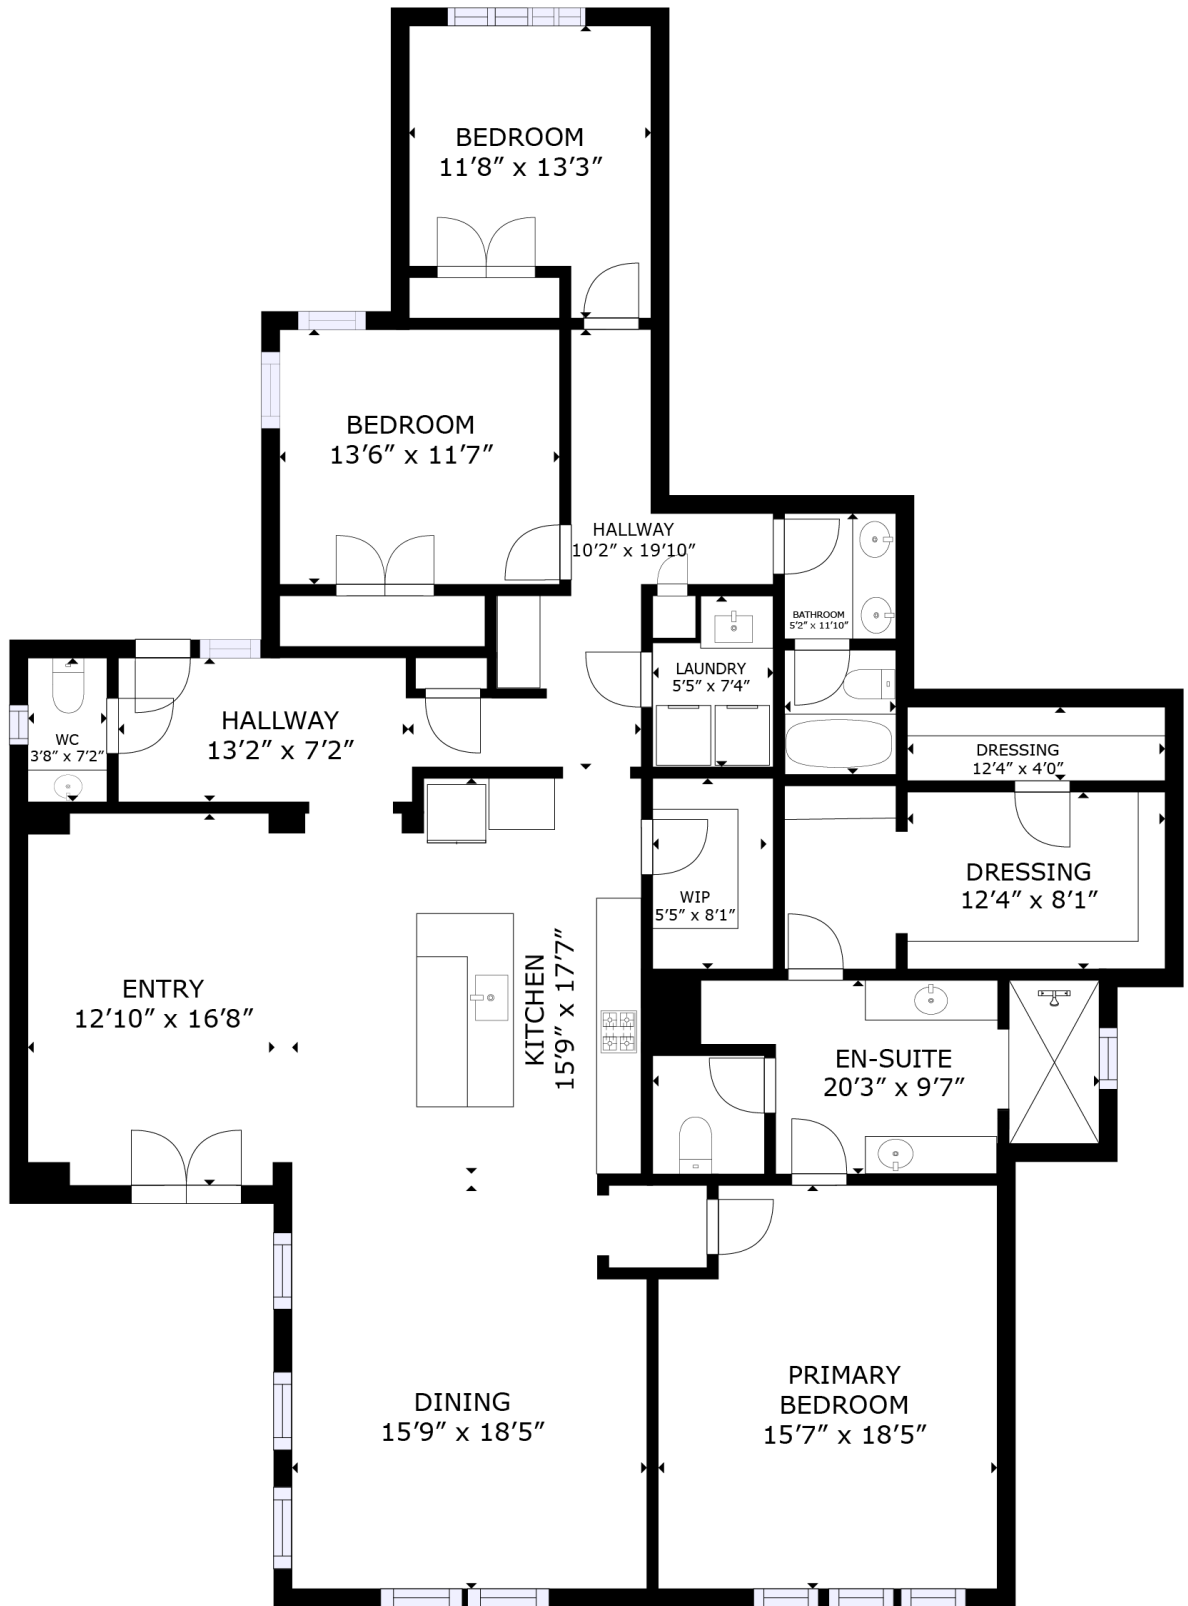 BEDROOM
11'8" x 13'3"
BEDROOM
13'6" x 11'7"
HALLWAY
10'2" x 19'10"
BATHROOM
5'2" x 11'10"
LAUNDRY
5'5" x 7'4"
HALLWAY
13'2" x 7'2"
WC
3'8" x 7'2"
DRESSING
12'4" x 4'0"
DRESSING
12'4" x 8'1"
WIP
5'5" x 8'1"
ENTRY
12'10" x 16'8"
KITCHEN
15'9" x 17'7"
EN-SUITE
20'3" x 9'7"
DINING
15'9" x 18'5"
PRIMARY
BEDROOM
15'7" x 18'5"